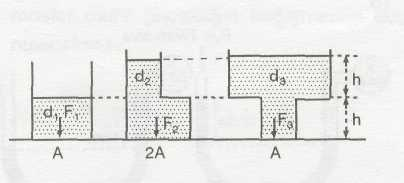 d₂ d₃ h
d₁ F₁ F₂ F₃ h
A 2A A